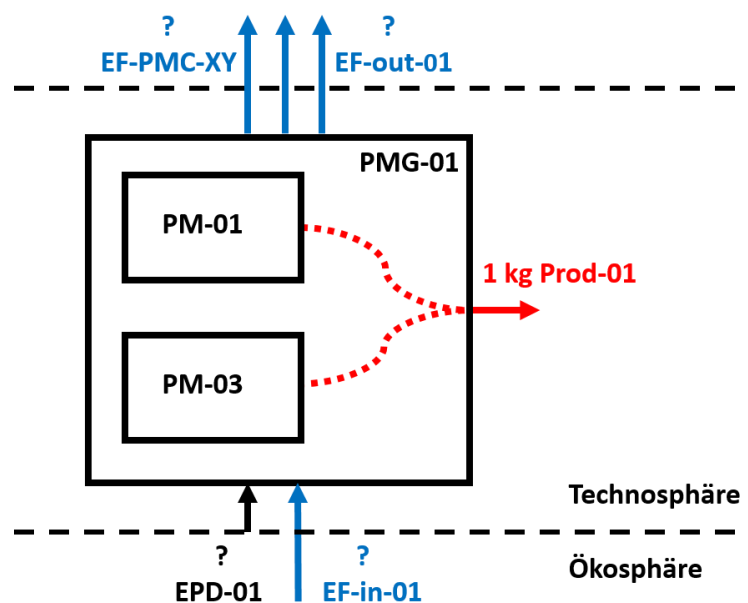 ? ?
EF-PMC-XY EF-out-01
PMG-01
PM-01
1 kg Prod-01
PM-03
Technosphäre
? ?
Ökosphäre
EPD-01 EF-in-01